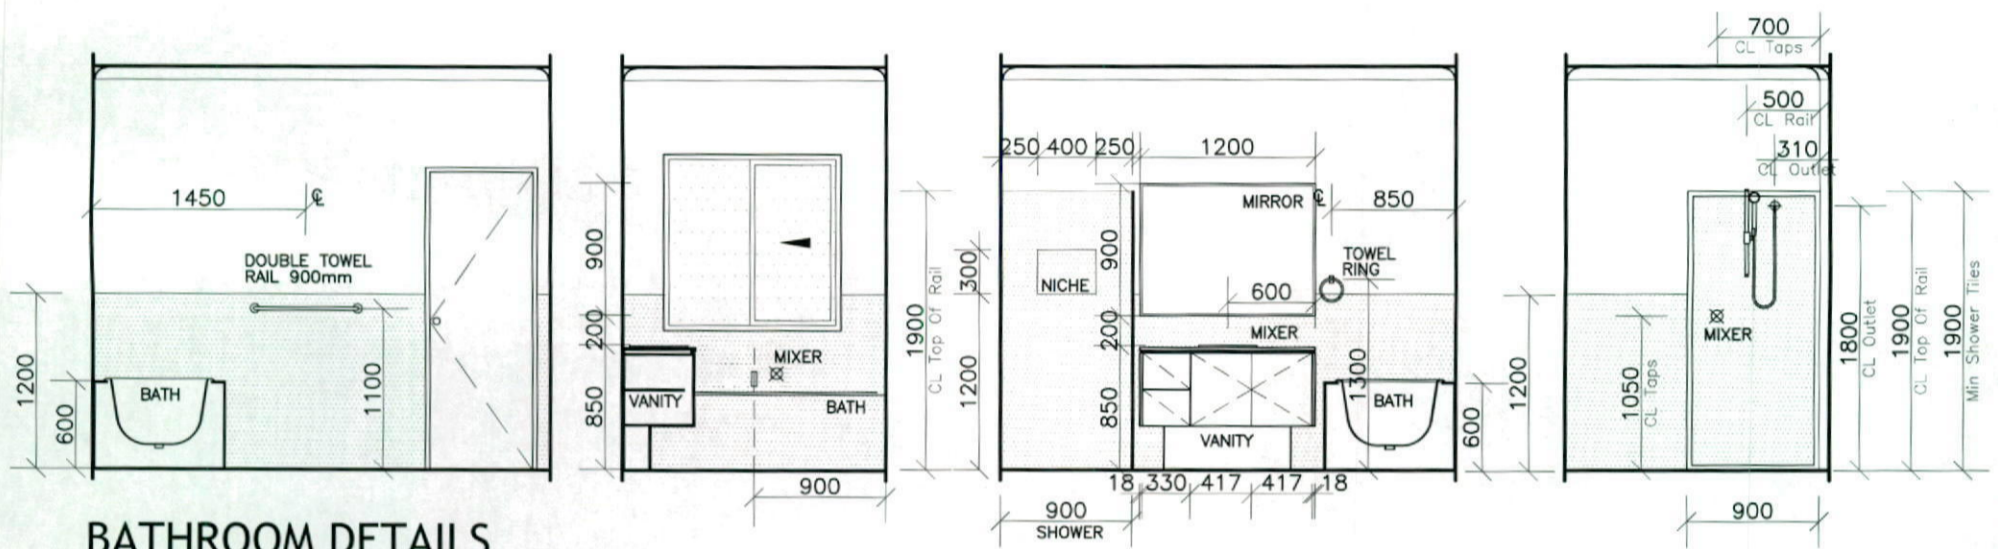 1450
℄
DOUBLE TOWEL
RAIL 900mm
1200
600
BATH
1100
900
200
850
VANITY
MIXER
BATH
900
1900
CL Top Of Rail
300
1200
250 400 250
1200
MIRROR
℄
850
900
NICHE
TOWEL
RING
600
200
MIXER
850
1300
BATH
VANITY
18 330 417 417 18
900
SHOWER
600
1200
700
CL Taps
500
CL Rail
310
CL Outlet
MIXER
1050
CL Taps
1800
CL Outlet
1900
CL Top Of Rail
1900
Min Shower Tiles
900
BATHROOM DETAILS